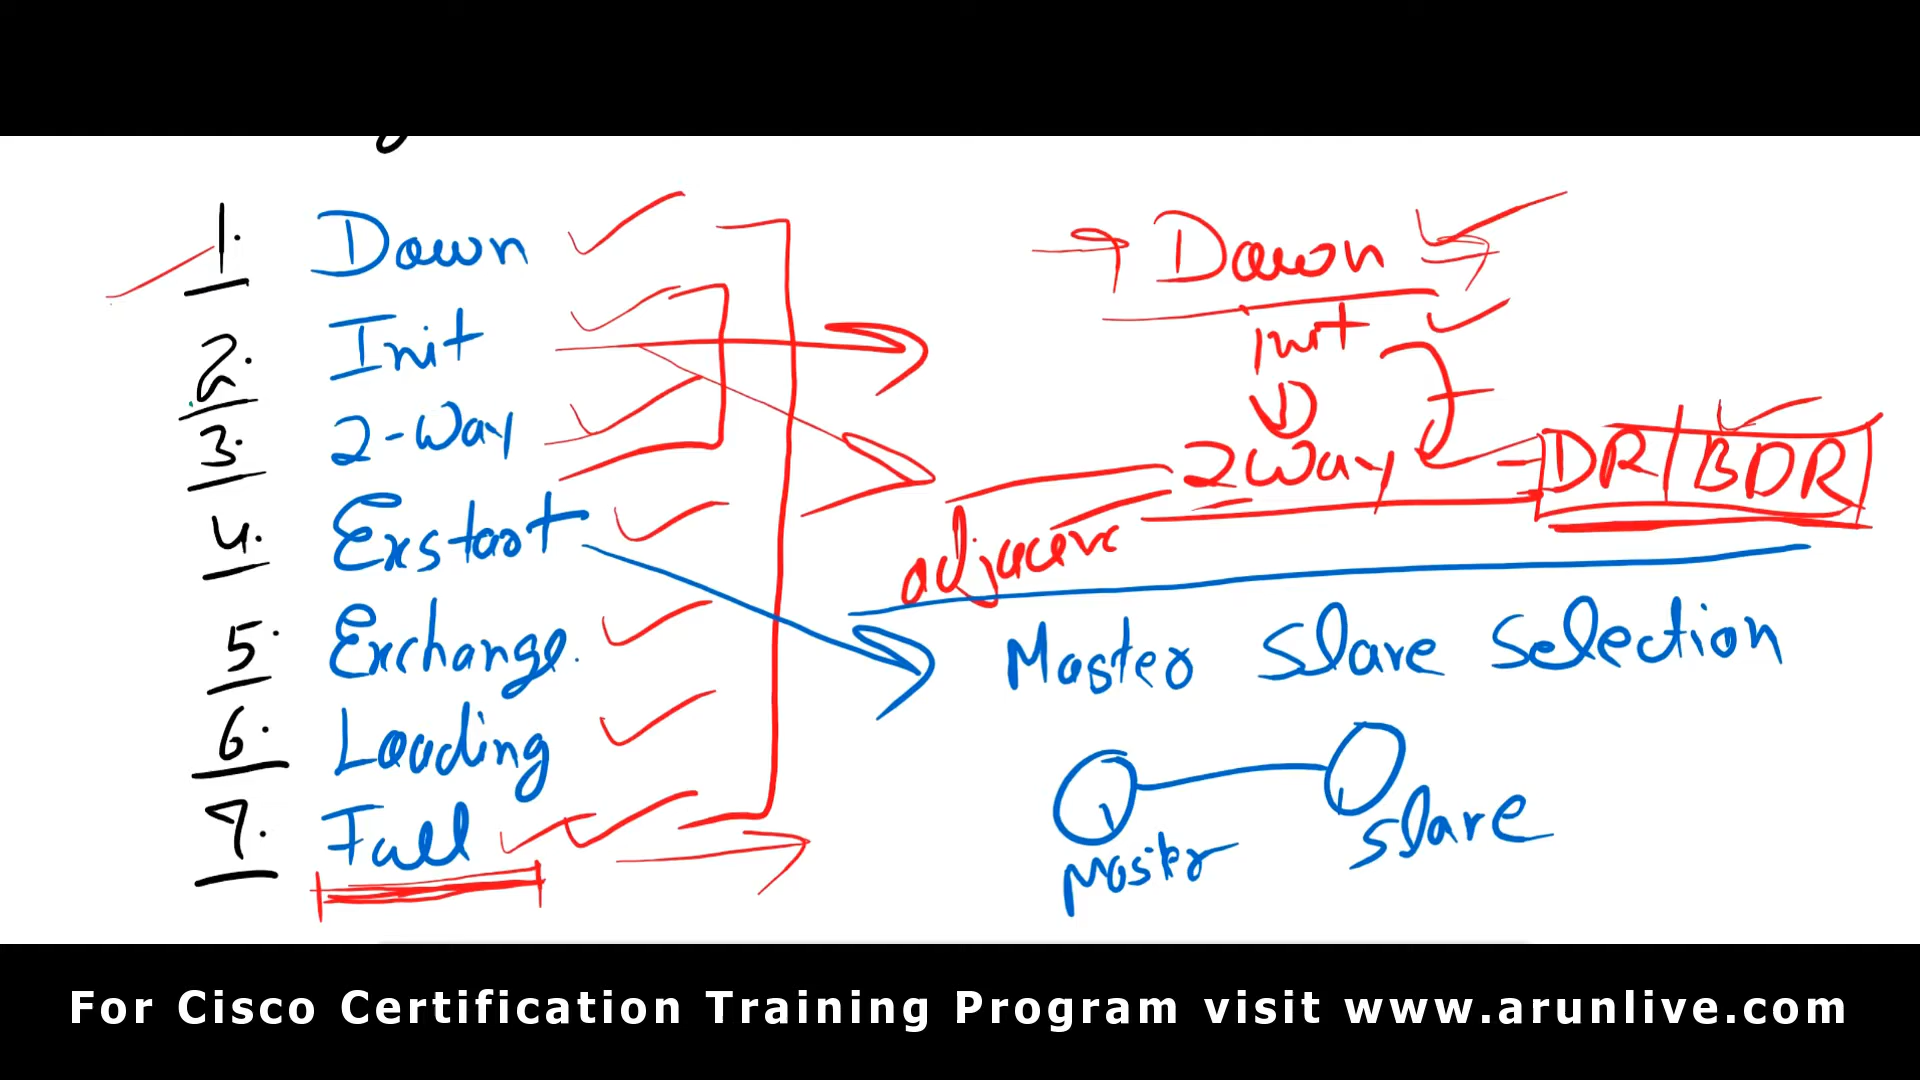 1. Down
2. Init
3. 2-Way
4. Exstart
5. Exchange.
6. Loading
7. Full
Down
init
2Way
DR/BDR
Master Slave Selection
Master
Slave
For Cisco Certification Training Program visit www.arunlive.com